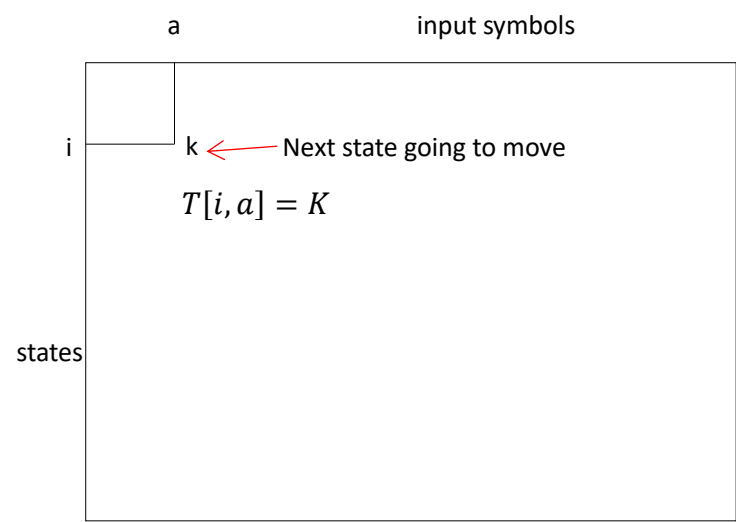 a input symbols
i k Next state going to move
T[i, a] = K
states